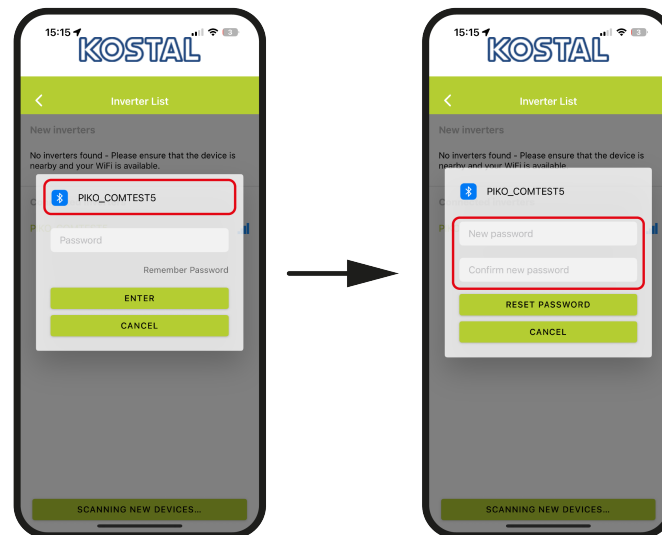 15:15
3
KOSTAL
Inverter List
New inverters
No inverters found - Please ensure that the device is
nearby and your WiFi is available.
PIKO_COMTEST5
Password
Remember Password
ENTER
CANCEL
SCANNING NEW DEVICES...
15:15
3
KOSTAL
Inverter List
New inverters
No inverters found - Please ensure that the device is
nearby and your WiFi is available.
PIKO_COMTEST5
New password
Confirm new password
RESET PASSWORD
CANCEL
SCANNING NEW DEVICES...